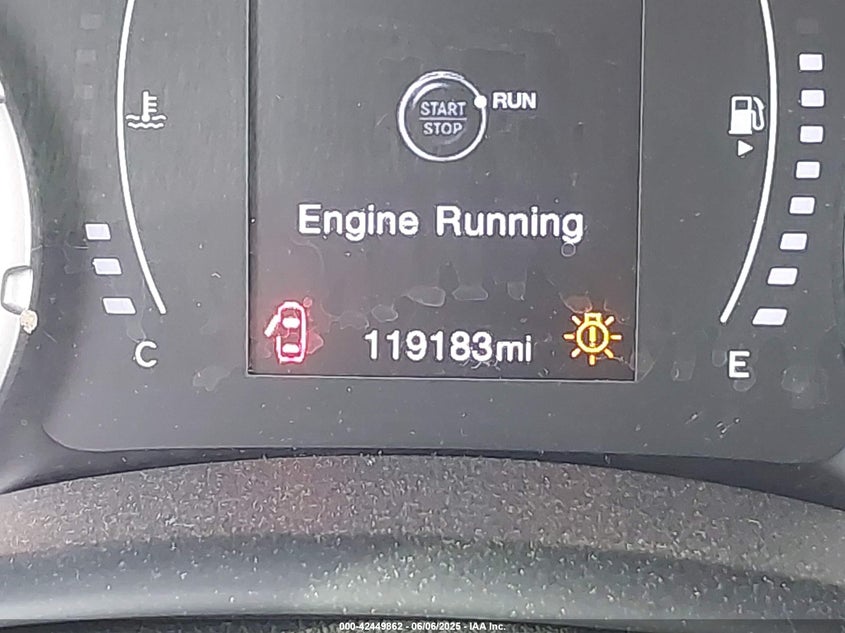 START
STOP
RUN
Engine Running
119183mi
C
E
000-42449862 - 06/06/2025 - IAA Inc.